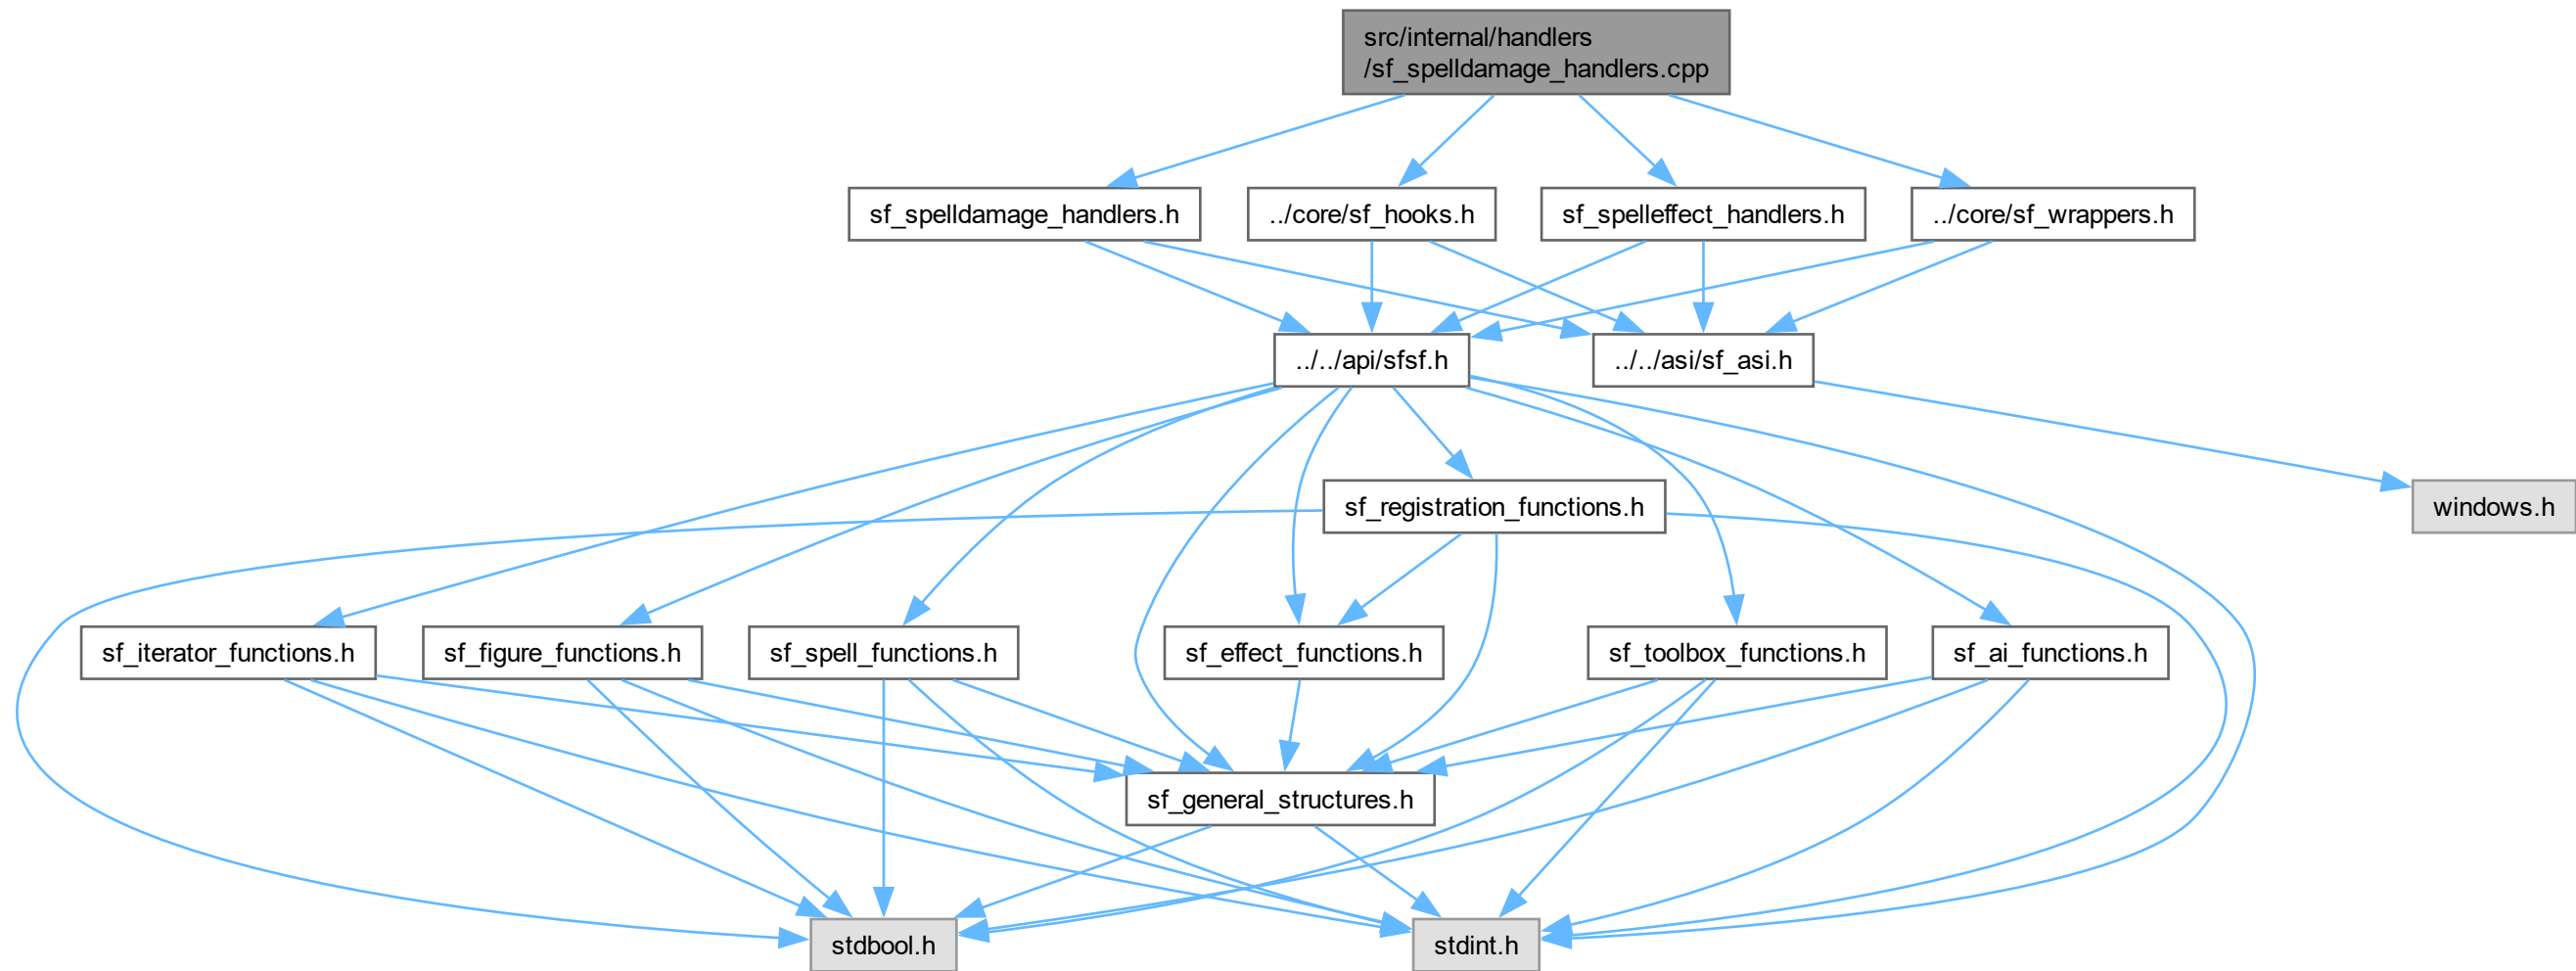 src/internal/handlers
/sf_spelldamage_handlers.cpp
sf_spelldamage_handlers.h
../core/sf_hooks.h
sf_spelleffect_handlers.h
../core/sf_wrappers.h
../../api/sfsf.h
../../asi/sf_asi.h
sf_registration_functions.h
windows.h
sf_iterator_functions.h
sf_figure_functions.h
sf_spell_functions.h
sf_effect_functions.h
sf_toolbox_functions.h
sf_ai_functions.h
sf_general_structures.h
stdbool.h
stdint.h